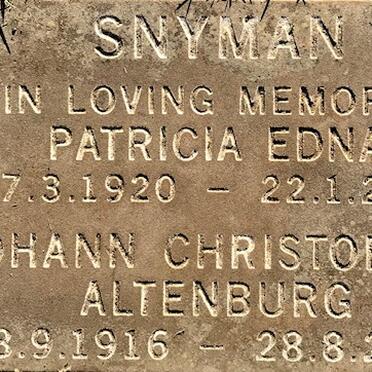 SNYMAN
IN LOVING MEMOR
PATRICIA EDNA
7.3.1920 – 22.1.2
OHANN CHRISTO
ALTENBURG
8.9.1916 – 28.8.2